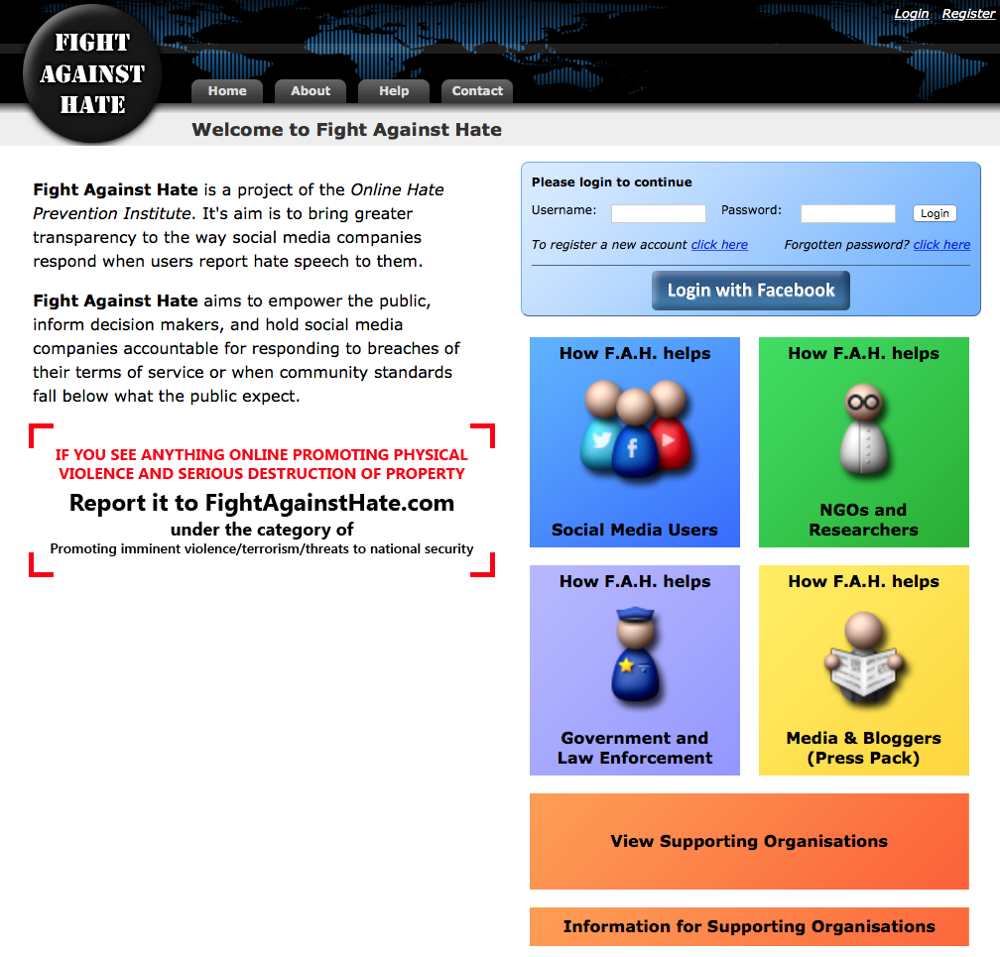 Login Register
FIGHT
AGAINST
HATE
Home About Help Contact
Welcome to Fight Against Hate
Fight Against Hate is a project of the Online Hate
Prevention Institute. It's aim is to bring greater
transparency to the way social media companies
respond when users report hate speech to them.
Fight Against Hate aims to empower the public,
inform decision makers, and hold social media
companies accountable for responding to breaches of
their terms of service or when community standards
fall below what the public expect.
IF YOU SEE ANYTHING ONLINE PROMOTING PHYSICAL
VIOLENCE AND SERIOUS DESTRUCTION OF PROPERTY
Report it to FightAgainstHate.com
under the category of
Promoting imminent violence/terrorism/threats to national security
Please login to continue
Username: Password: Login
To register a new account click here Forgotten password? click here
Login with Facebook
How F.A.H. helps
f
Social Media Users
How F.A.H. helps
NGOs and
Researchers
How F.A.H. helps
Government and
Law Enforcement
How F.A.H. helps
Media & Bloggers
(Press Pack)
View Supporting Organisations
Information for Supporting Organisations